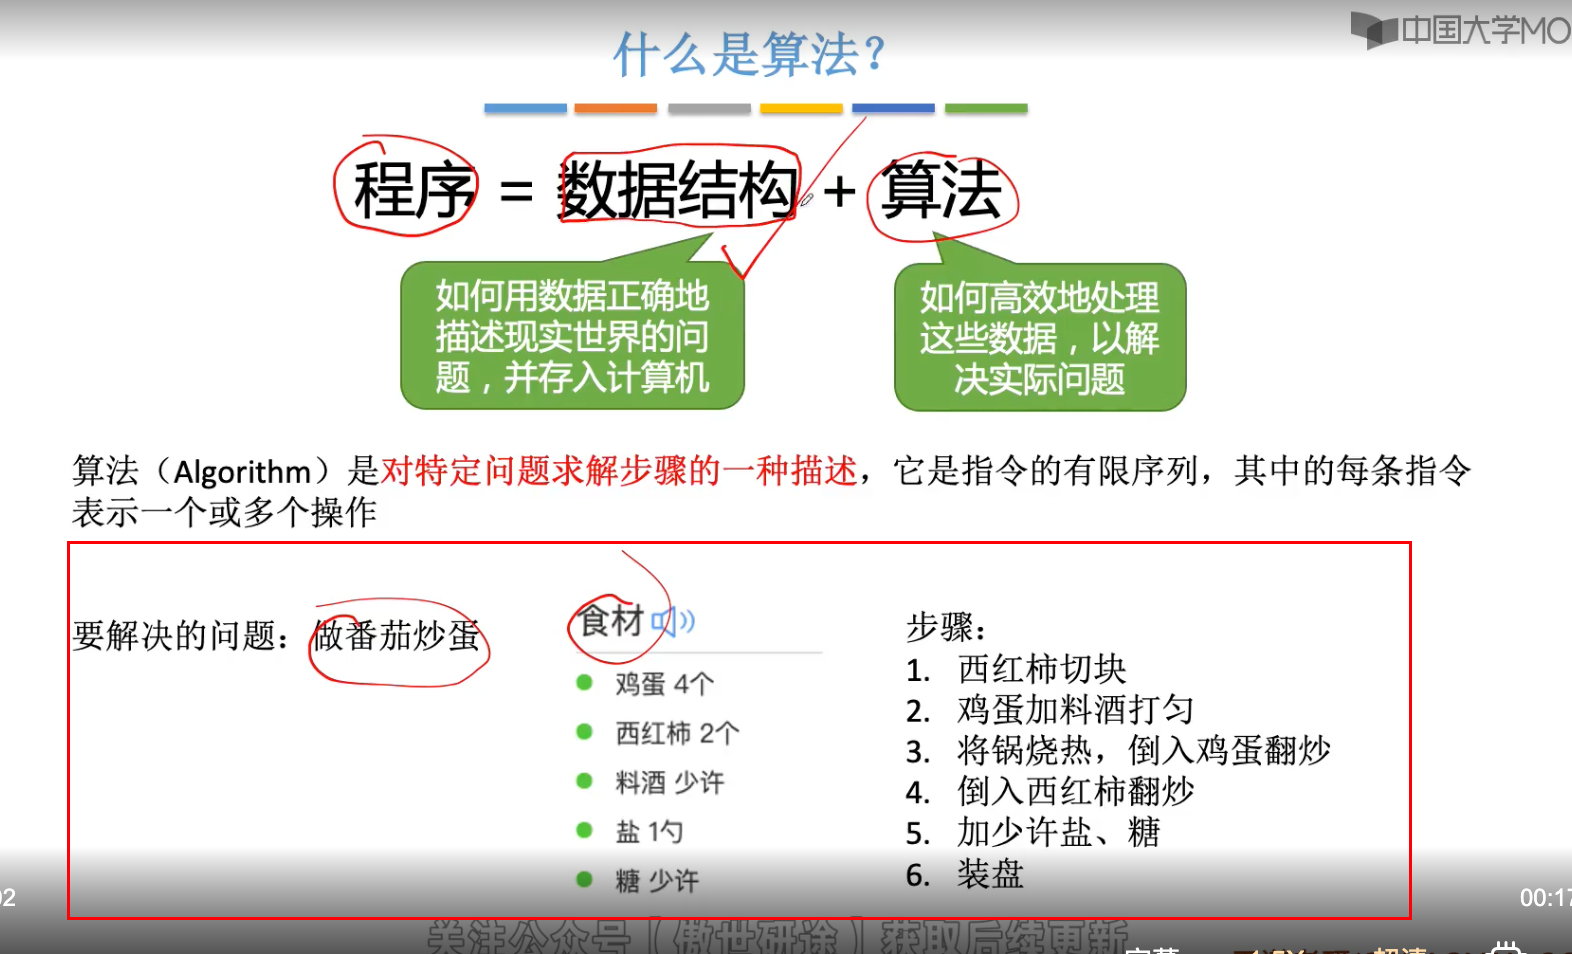 中国大学MO
什么是算法？
程序 = 数据结构 + 算法
如何用数据正确地
描述现实世界的问
题，并存入计算机
如何高效地处理
这些数据，以解
决实际问题
算法（Algorithm）是对特定问题求解步骤的一种描述，它是指令的有限序列，其中的每条指令
表示一个或多个操作
要解决的问题：做番茄炒蛋
食材
鸡蛋 4个
西红柿 2个
料酒 少许
盐 1勺
糖 少许
步骤：
1. 西红柿切块
2. 鸡蛋加料酒打匀
3. 将锅烧热，倒入鸡蛋翻炒
4. 倒入西红柿翻炒
5. 加少许盐、糖
6. 装盘
02
00:17
关注公众号【傲世研途】获取后续更新
字幕
超清